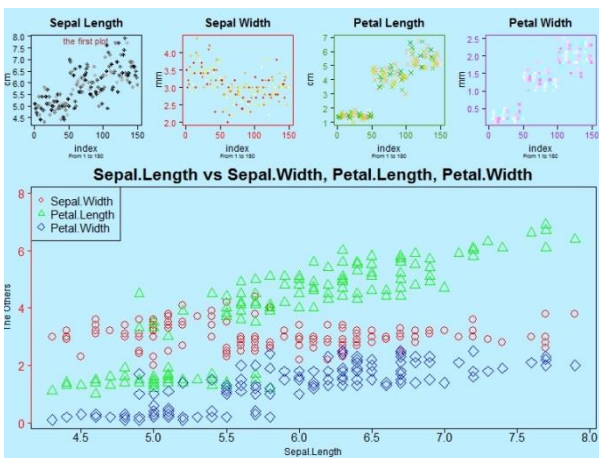 Sepal Length
Sepal Width
Petal Length
Petal Width
8.0
7.5
7.0
6.5
6.0
5.5
5.0
4.5
cm
the first plot
0
50
100
150
index
From 1 to 180
4.0
3.5
3.0
2.5
2.0
mm
0
50
100
150
index
From 1 to 180
7
6
5
4
3
2
1
cm
0
50
100
150
index
From 1 to 180
2.5
2.0
1.5
1.0
0.5
mm
0
50
100
150
index
From 1 to 180
Sepal.Length vs Sepal.Width, Petal.Length, Petal.Width
8
6
4
2
0
The Others
Sepal.Width
Petal.Length
Petal.Width
4.5
5.0
5.5
6.0
6.5
7.0
7.5
8.0
Sepal.Length